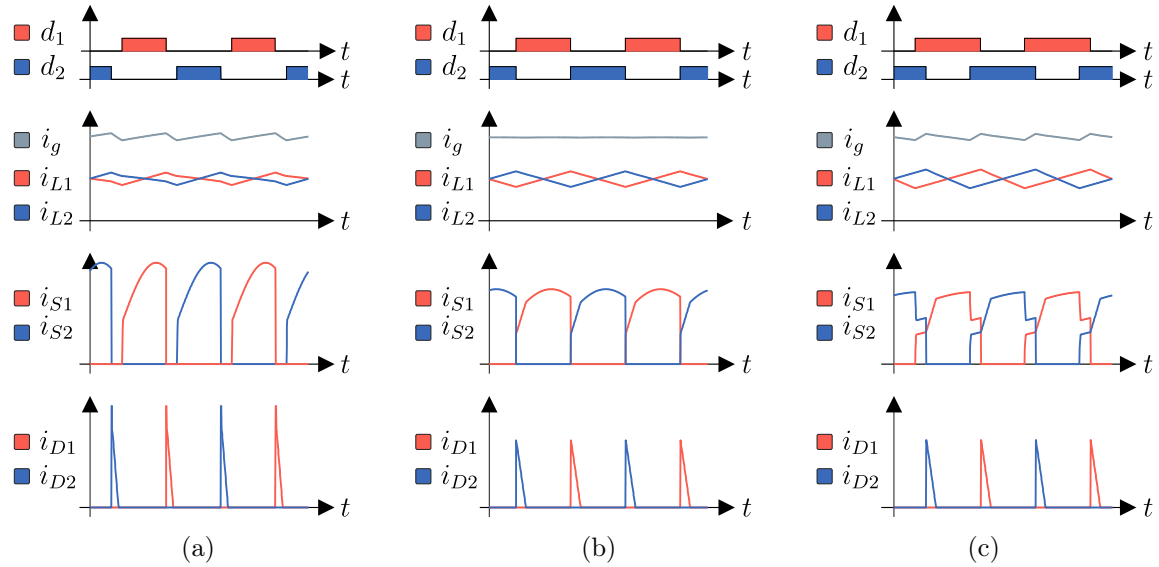 d1 t
d2 t
ig
iL1
iL2 t
iS1
iS2 t
iD1
iD2 t
(a)
d1 t
d2 t
ig
iL1
iL2 t
iS1
iS2 t
iD1
iD2 t
(b)
d1 t
d2 t
ig
iL1
iL2 t
iS1
iS2 t
iD1
iD2 t
(c)